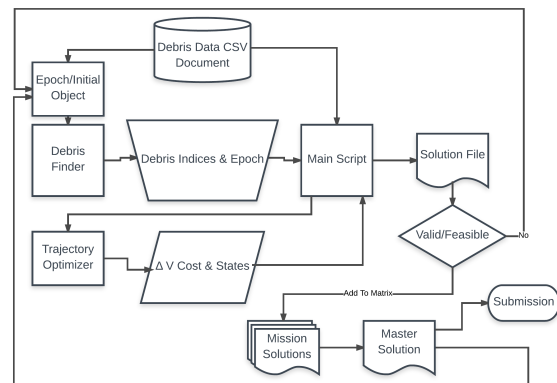 Debris Data CSV
Document
Epoch/Initial
Object
Debris
Finder
Debris Indices & Epoch
Main Script
Solution File
Trajectory
Optimizer
Δ V Cost & States
Valid/Feasible
No
Add To Matrix
Mission
Solutions
Master
Solution
Submission